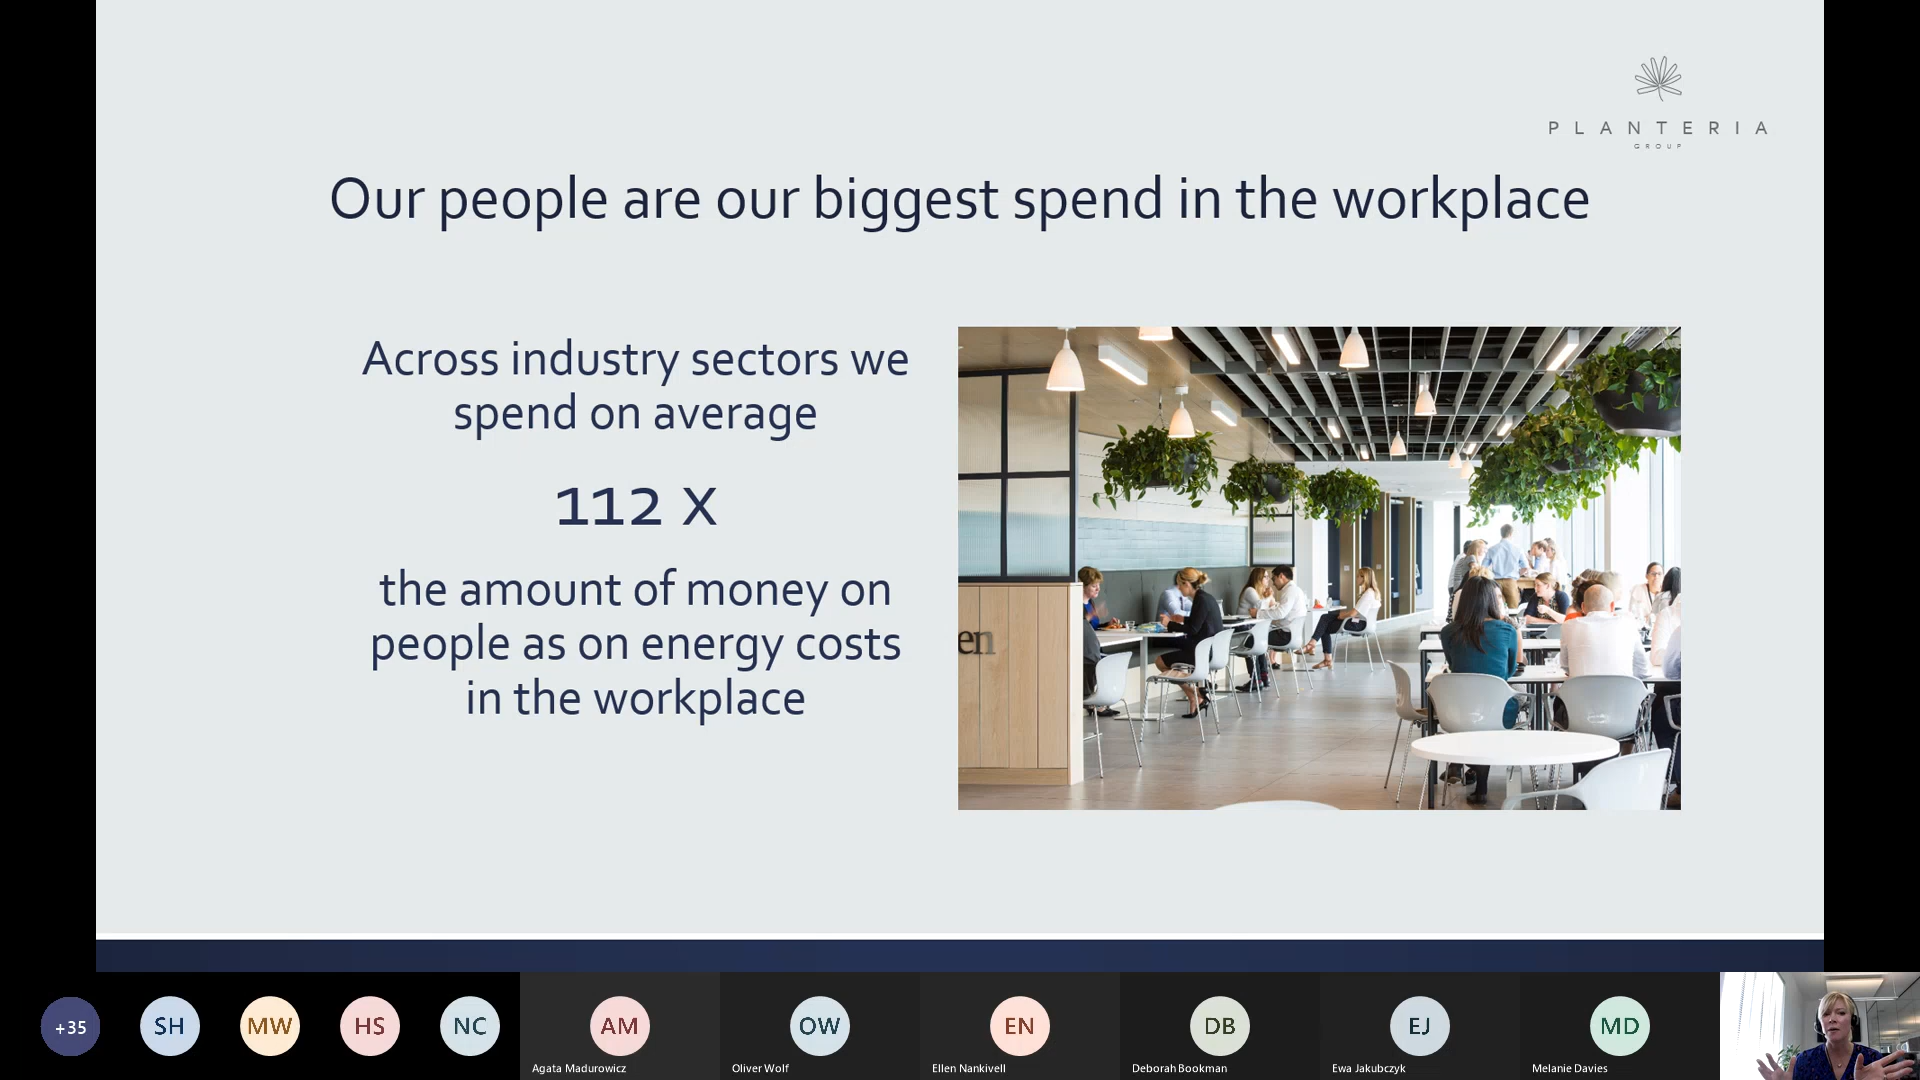 PLANTERIA
GROUP
Our people are our biggest spend in the workplace
Across industry sectors we
spend on average
112 x
the amount of money on
people as on energy costs
in the workplace
en
+35
SH
MW
HS
NC
AM
OW
EN
DB
EJ
MD
Agata Madurowicz
Oliver Wolf
Ellen Nankivell
Deborah Bookman
Ewa Jakubczyk
Melanie Davies